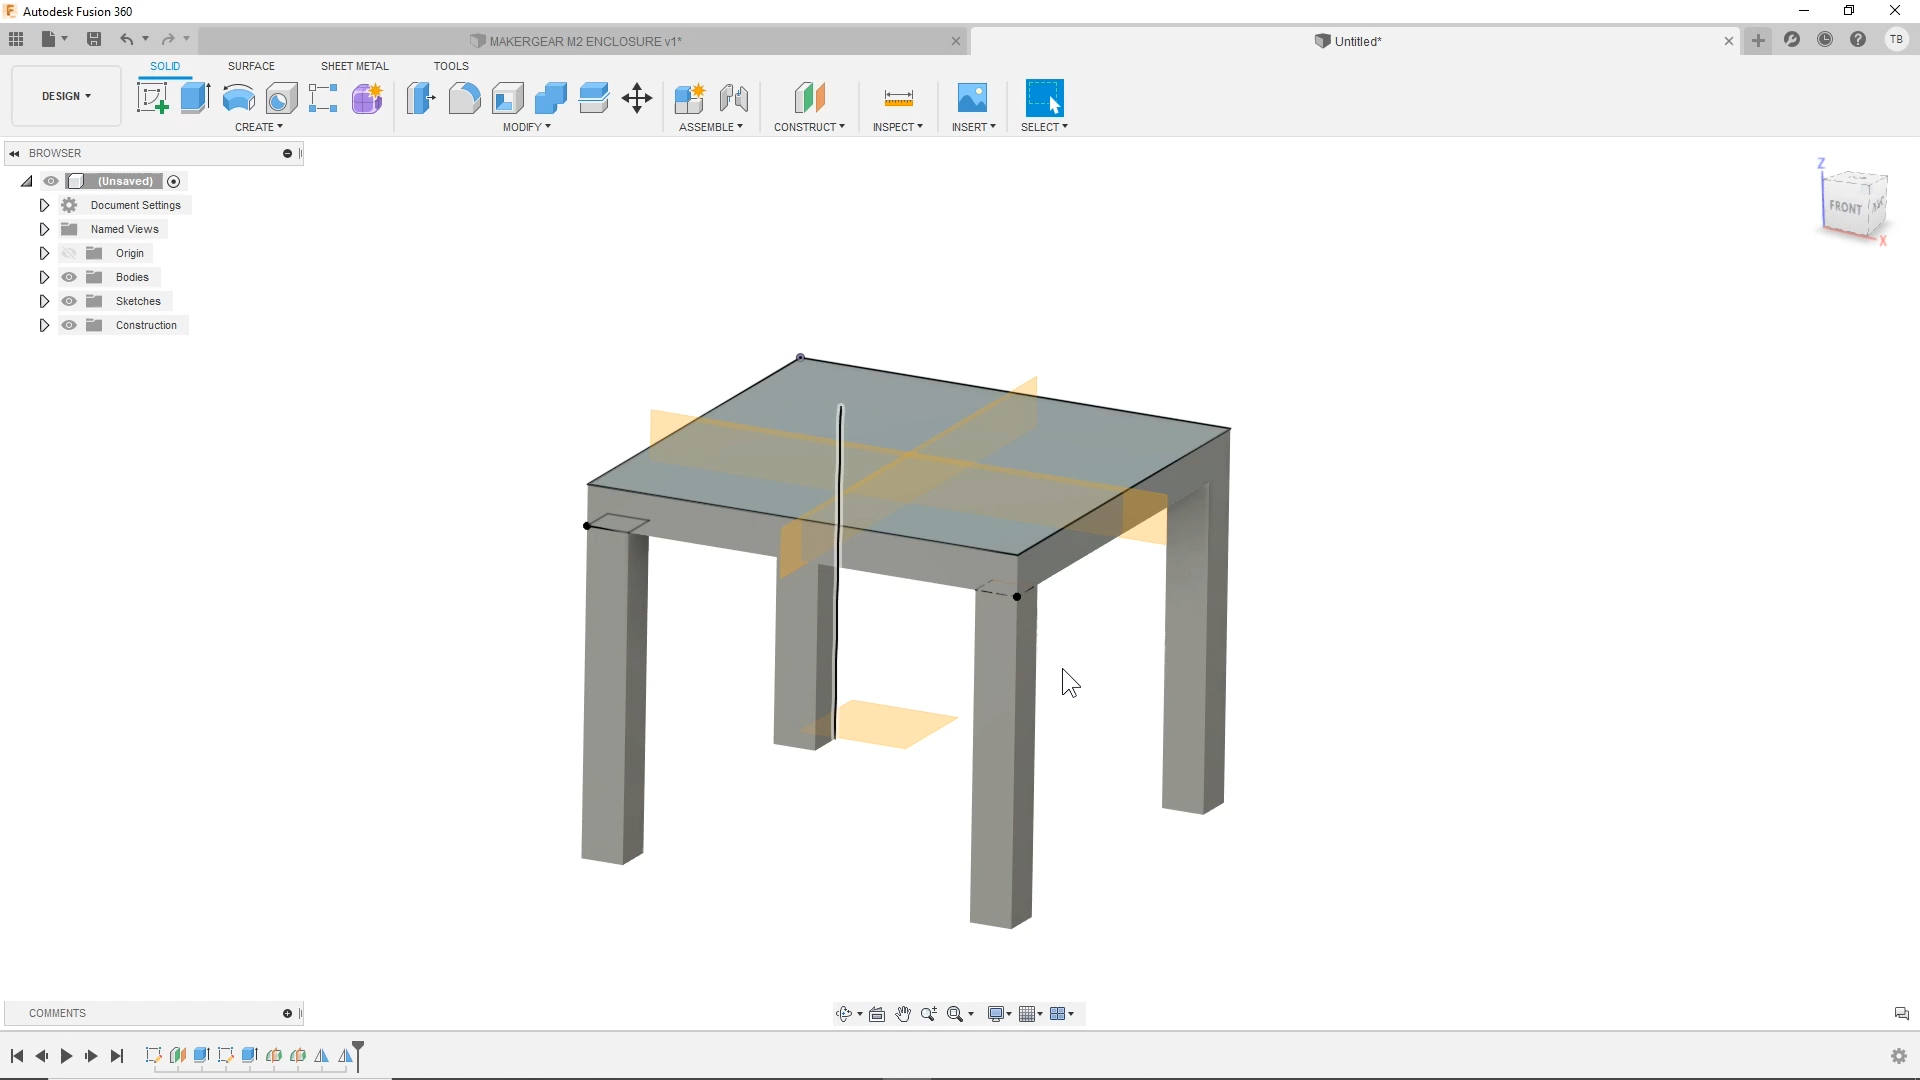 Autodesk Fusion 360
MAKERGEAR M2 ENCLOSURE v1*
Untitled*
TB
DESIGN
SOLID
SURFACE
SHEET METAL
TOOLS
CREATE
MODIFY
ASSEMBLE
CONSTRUCT
INSPECT
INSERT
SELECT
BROWSER
(Unsaved)
Document Settings
Named Views
Origin
Bodies
Sketches
Construction
Z
FRONT
X
COMMENTS